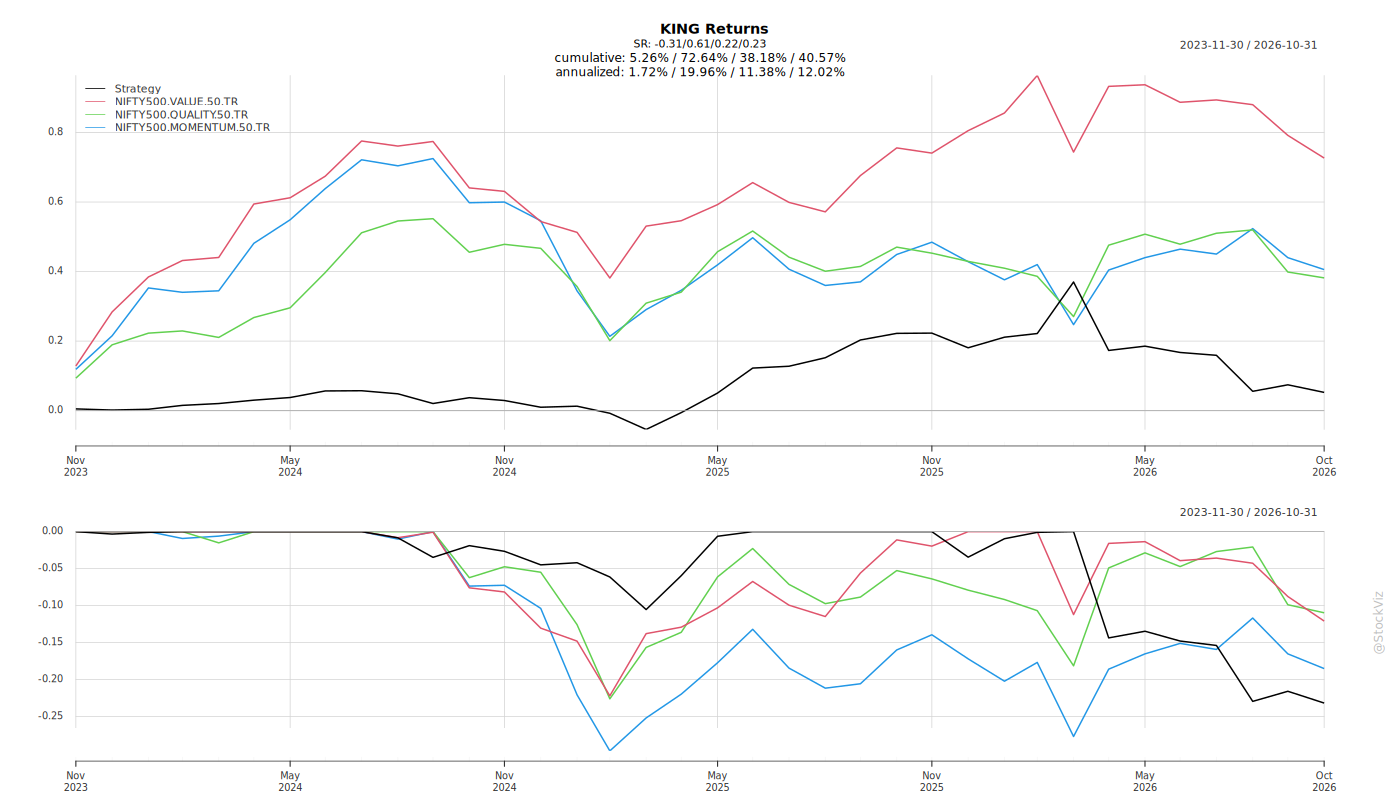 KING Returns
SR: -0.31/0.61/0.22/0.23
cumulative: 5.26% / 72.64% / 38.18% / 40.57%
annualized: 1.72% / 19.96% / 11.38% / 12.02%
2023-11-30 / 2026-10-31
Strategy
NIFTY500.VALUE.50.TR
NIFTY500.QUALITY.50.TR
NIFTY500.MOMENTUM.50.TR
0.8
0.6
0.4
0.2
0.0
Nov May Nov May Nov May Oct
2023 2024 2024 2025 2025 2026 2026
2023-11-30 / 2026-10-31
0.00
-0.05
-0.10
-0.15
-0.20
-0.25
Nov May Nov May Nov May Oct
2023 2024 2024 2025 2025 2026 2026
@StockViz